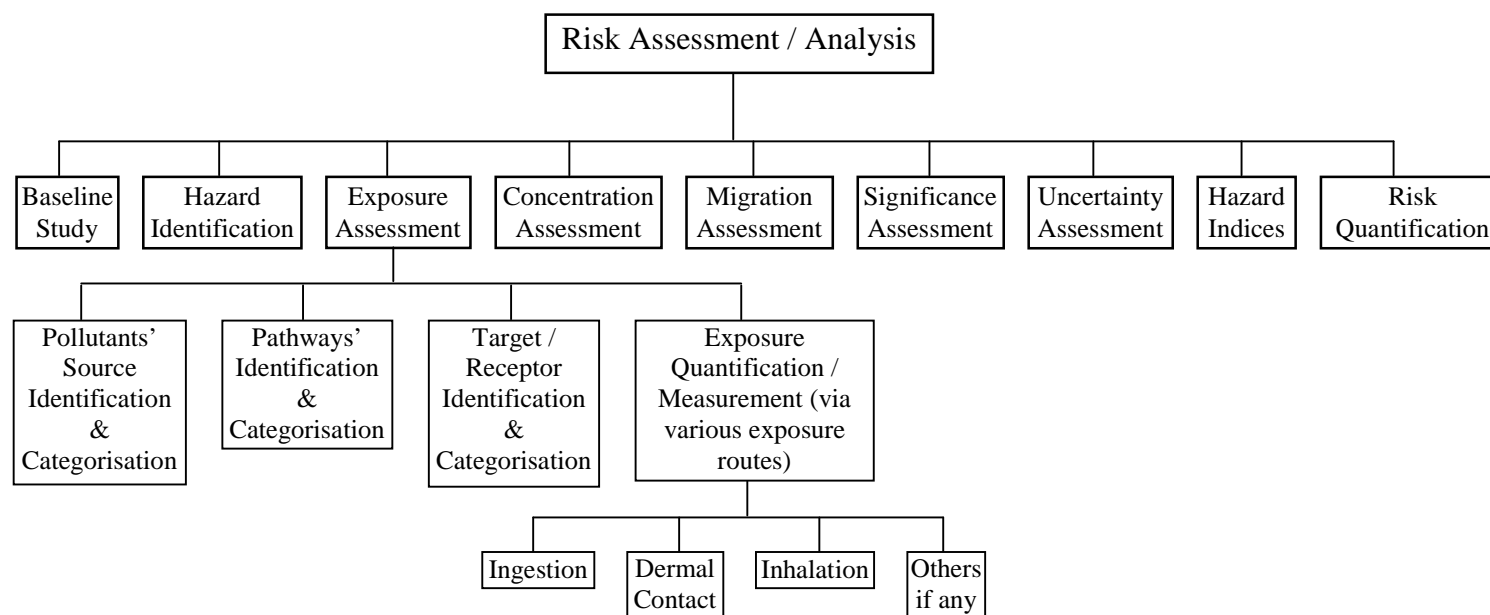 Risk Assessment / Analysis
Baseline
Study
Hazard
Identification
Exposure
Assessment
Concentration
Assessment
Migration
Assessment
Significance
Assessment
Uncertainty
Assessment
Hazard
Indices
Risk
Quantification
Pollutants’
Source
Identification
&
Categorisation
Pathways’
Identification
&
Categorisation
Target /
Receptor
Identification
&
Categorisation
Exposure
Quantification /
Measurement (via
various exposure
routes)
Ingestion
Dermal
Contact
Inhalation
Others
if any